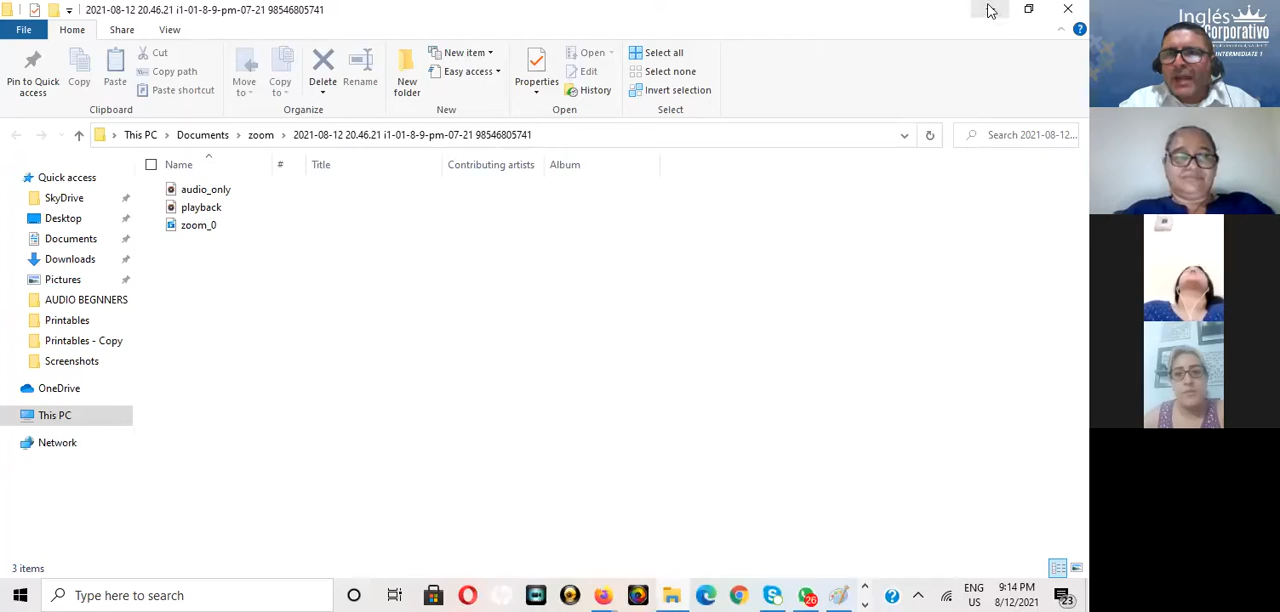 2021-08-12 20.46.21 i1-01-8-9-pm-07-21 98546805741
File Home Share View
Pin to Quick access
Copy
Paste
Cut
Copy path
Paste shortcut
Clipboard
Move to
Copy to
Delete
Rename
Organize
New folder
New item
Easy access
New
Properties
Open
Edit
History
Open
Select all
Select none
Invert selection
Select
This PC > Documents > zoom > 2021-08-12 20.46.21 i1-01-8-9-pm-07-21 98546805741
Search 2021-08-12...
Name # Title Contributing artists Album
audio_only
playback
zoom_0
Quick access
SkyDrive
Desktop
Documents
Downloads
Pictures
AUDIO BEGNNERS
Printables
Printables - Copy
Screenshots
OneDrive
This PC
Network
3 items
Type here to search
26
ENG
US
9:14 PM
8/12/2021
23
Inglés
Corporativo
INTERMEDIATE 1